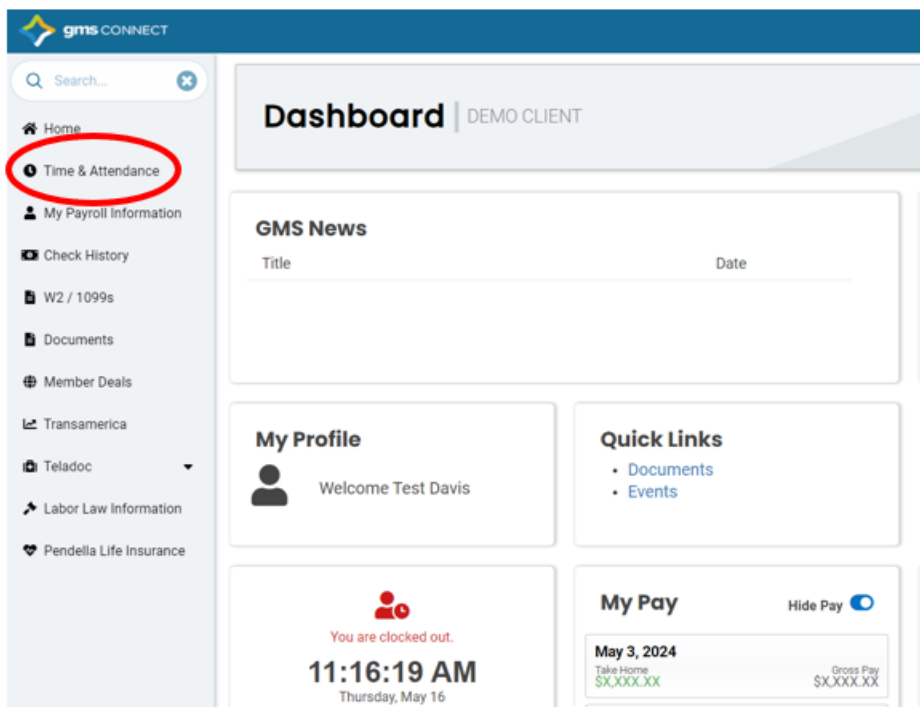 gms CONNECT
Search...
Home
Time & Attendance
My Payroll Information
Check History
W2 / 1099s
Documents
Member Deals
Transamerica
Teladoc
Labor Law Information
Pendella Life Insurance
Dashboard | DEMO CLIENT
GMS News
Title Date
My Profile
Welcome Test Davis
Quick Links
• Documents
• Events
You are clocked out.
11:16:19 AM
Thursday, May 16
My Pay Hide Pay
May 3, 2024
Take Home Gross Pay
$X,XXX.XX $X,XXX.XX